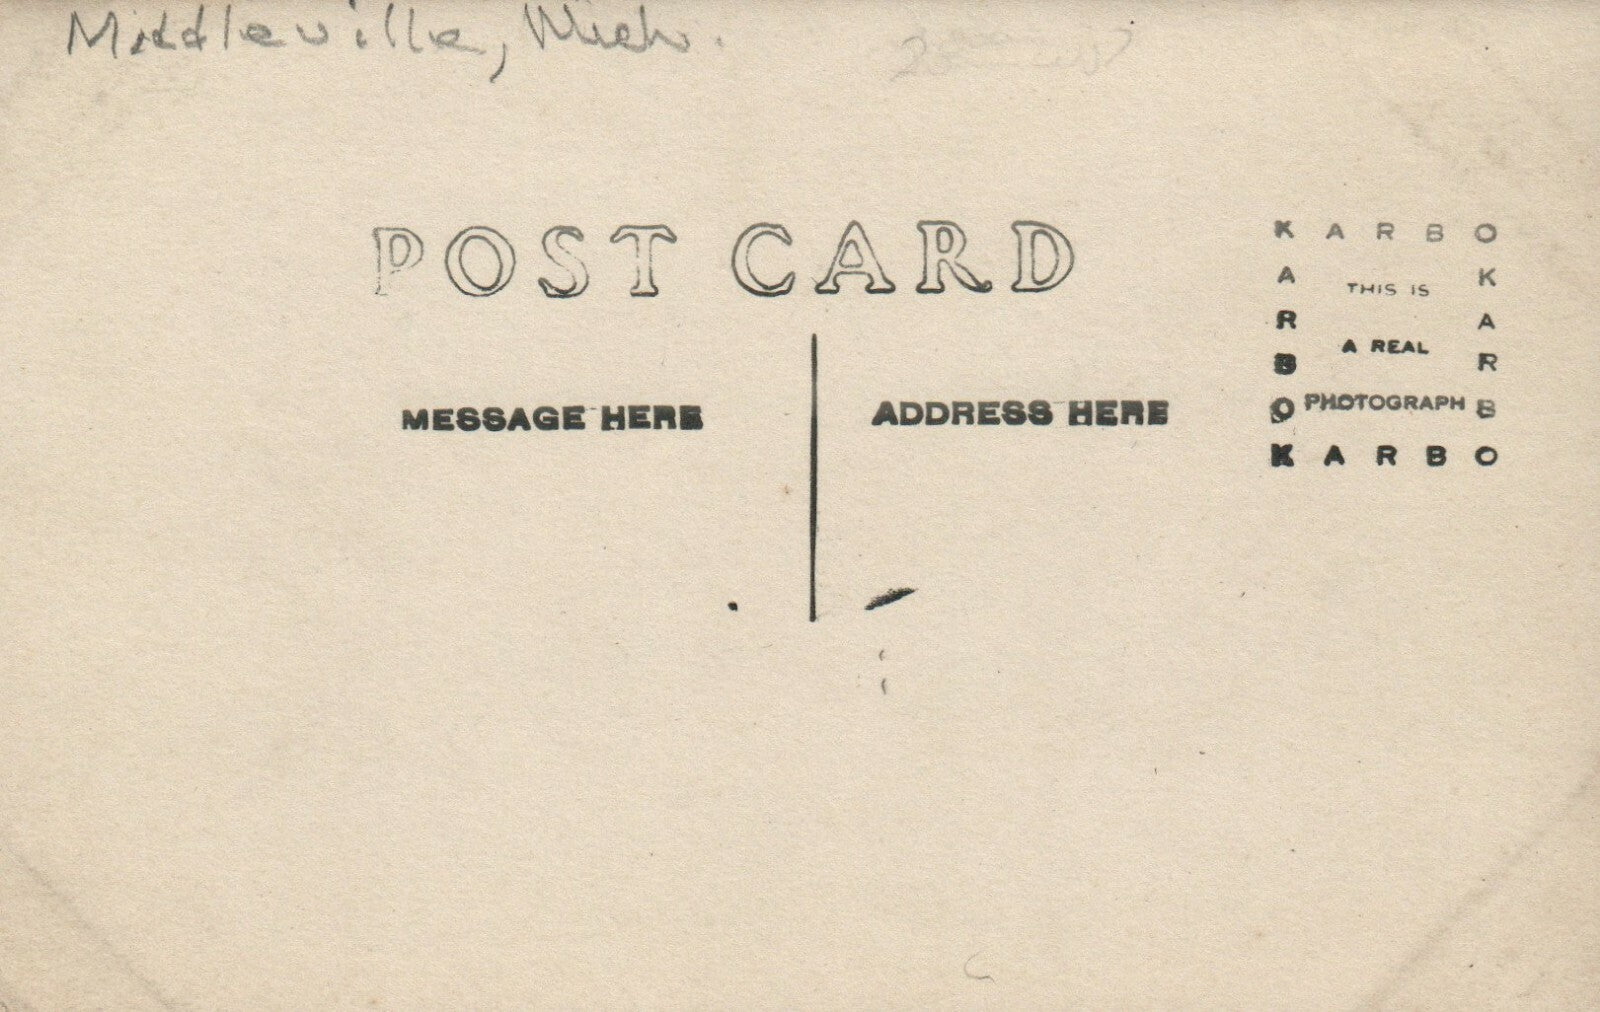 Middleville, Mich.
POST CARD
MESSAGE HERE
ADDRESS HERE
KARBO
KARBO
THIS IS
A REAL
PHOTOGRAPH
KARBO
KARBO